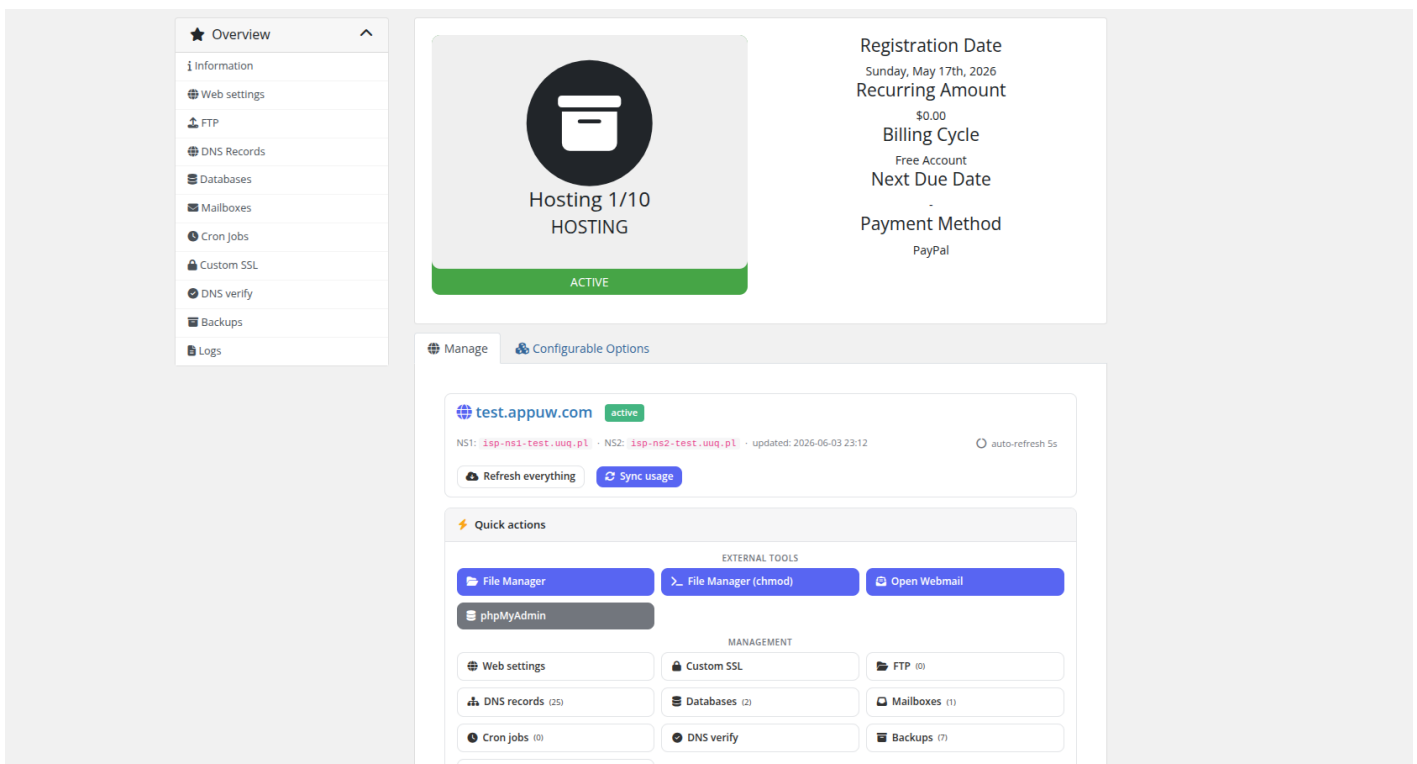 Overview
Information
Web settings
FTP
DNS Records
Databases
Mailboxes
Cron Jobs
Custom SSL
DNS verify
Backups
Logs
Hosting 1/10
HOSTING
ACTIVE
Registration Date
Sunday, May 17th, 2026
Recurring Amount
$0.00
Billing Cycle
Free Account
Next Due Date
-
Payment Method
PayPal
Manage
Configurable Options
test.appuw.com active
NS1: isp-ns1-test.uuq.pl · NS2: isp-ns2-test.uuq.pl · updated: 2026-06-03 23:12
auto-refresh 5s
Refresh everything
Sync usage
Quick actions
EXTERNAL TOOLS
File Manager
File Manager (chmod)
Open Webmail
phpMyAdmin
MANAGEMENT
Web settings
Custom SSL
FTP (0)
DNS records (25)
Databases (2)
Mailboxes (1)
Cron jobs (0)
DNS verify
Backups (7)